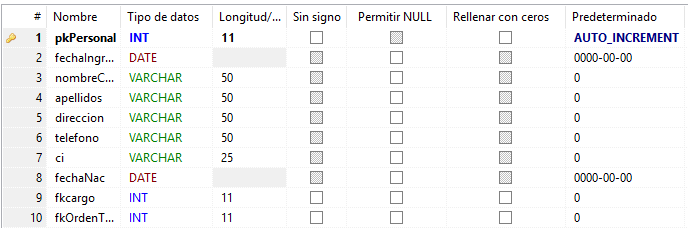 # Nombre Tipo de datos Longitud/... Sin signo Permitir NULL Rellenar con ceros Predeterminado
1 pkPersonal INT 11 AUTO_INCREMENT
2 fechaIngr... DATE 0000-00-00
3 nombreC... VARCHAR 50 0
4 apellidos VARCHAR 50 0
5 direccion VARCHAR 50 0
6 telefono VARCHAR 50 0
7 ci VARCHAR 25 0
8 fechaNac DATE 0000-00-00
9 fkcargo INT 11 0
10 fkOrdenT... INT 11 0